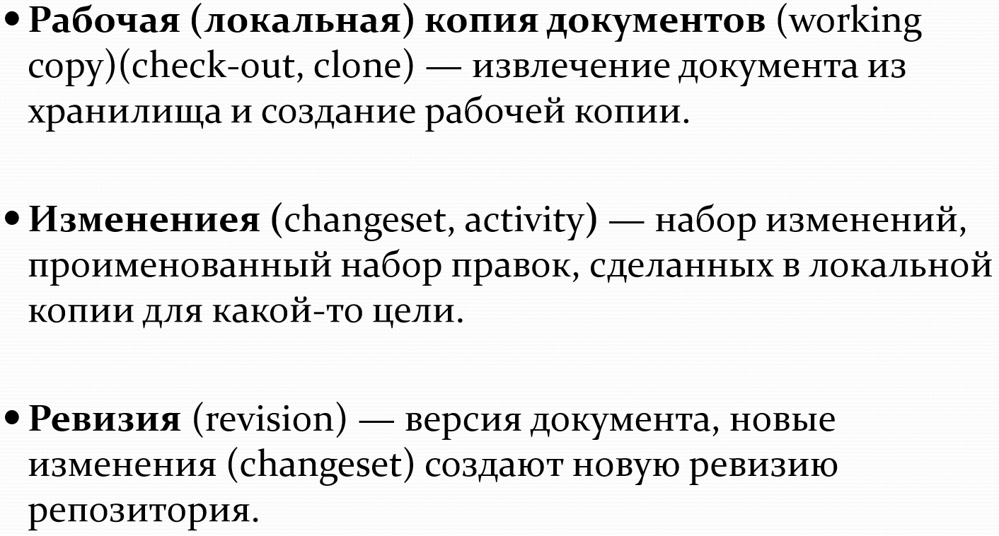 • Рабочая (локальная) копия документов (working
copy)(check-out, clone) — извлечение документа из
хранилища и создание рабочей копии.
• Изменениея (changeset, activity) — набор изменений,
проименованный набор правок, сделанных в локальной
копии для какой-то цели.
• Ревизия (revision) — версия документа, новые
изменения (changeset) создают новую ревизию
репозитория.